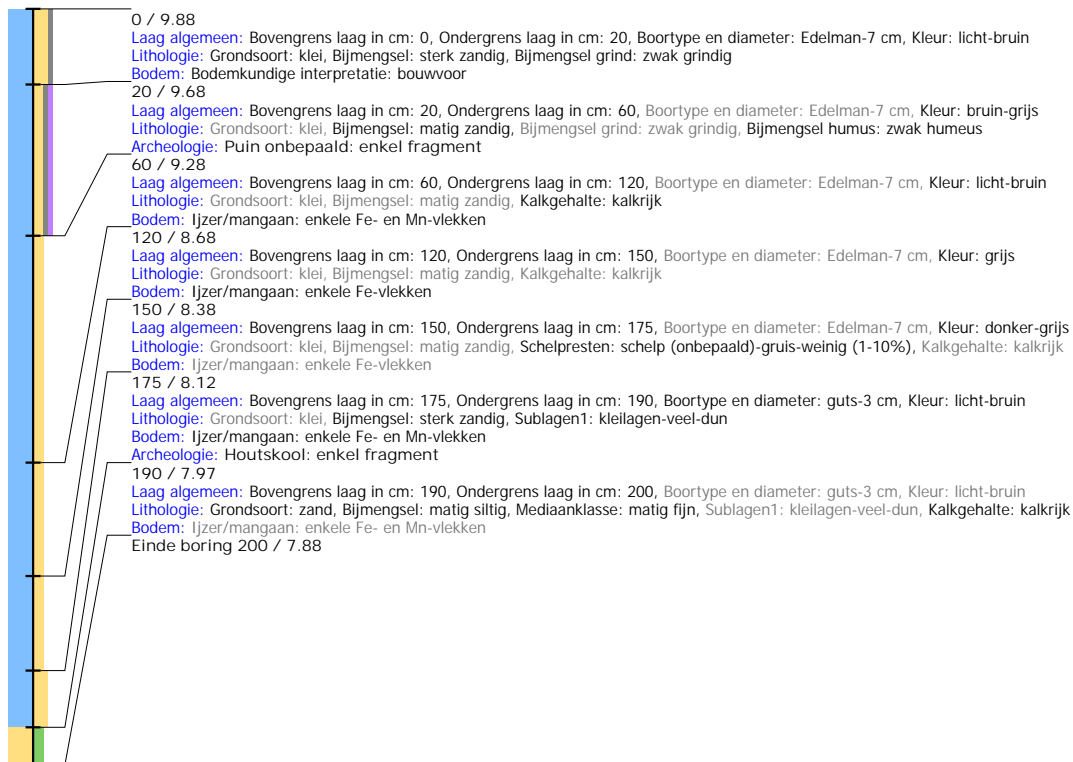 0 / 9.88
Laag algemeen: Bovengrens laag in cm: 0, Ondergrens laag in cm: 20, Boortype en diameter: Edelman-7 cm, Kleur: licht-bruin
Lithologie: Grondsoort: klei, Bijmengsel: sterk zandig, Bijmengsel grind: zwak grindig
Bodem: Bodemkundige interpretatie: bouwvoor
20 / 9.68
Laag algemeen: Bovengrens laag in cm: 20, Ondergrens laag in cm: 60, Boortype en diameter: Edelman-7 cm, Kleur: bruin-grijs
Lithologie: Grondsoort: klei, Bijmengsel: matig zandig, Bijmengsel grind: zwak grindig, Bijmengsel humus: zwak humeus
Archeologie: Puin onbepaald: enkel fragment
60 / 9.28
Laag algemeen: Bovengrens laag in cm: 60, Ondergrens laag in cm: 120, Boortype en diameter: Edelman-7 cm, Kleur: licht-bruin
Lithologie: Grondsoort: klei, Bijmengsel: matig zandig, Kalkgehalte: kalkrijk
Bodem: Ijzer/mangaan: enkele Fe- en Mn-vlekken
120 / 8.68
Laag algemeen: Bovengrens laag in cm: 120, Ondergrens laag in cm: 150, Boortype en diameter: Edelman-7 cm, Kleur: grijs
Lithologie: Grondsoort: klei, Bijmengsel: matig zandig, Kalkgehalte: kalkrijk
Bodem: Ijzer/mangaan: enkele Fe-vlekken
150 / 8.38
Laag algemeen: Bovengrens laag in cm: 150, Ondergrens laag in cm: 175, Boortype en diameter: Edelman-7 cm, Kleur: donker-grijs
Lithologie: Grondsoort: klei, Bijmengsel: matig zandig, Schelpresten: schelp (onbepaald)-gruis-weinig (1-10%), Kalkgehalte: kalkrijk
Bodem: Ijzer/mangaan: enkele Fe-vlekken
175 / 8.12
Laag algemeen: Bovengrens laag in cm: 175, Ondergrens laag in cm: 190, Boortype en diameter: guts-3 cm, Kleur: licht-bruin
Lithologie: Grondsoort: klei, Bijmengsel: sterk zandig, Sublagen1: kleilagen-veel-dun
Bodem: Ijzer/mangaan: enkele Fe- en Mn-vlekken
Archeologie: Houtskool: enkel fragment
190 / 7.97
Laag algemeen: Bovengrens laag in cm: 190, Ondergrens laag in cm: 200, Boortype en diameter: guts-3 cm, Kleur: licht-bruin
Lithologie: Grondsoort: zand, Bijmengsel: matig siltig, Mediaanklasse: matig fijn, Sublagen1: kleilagen-veel-dun, Kalkgehalte: kalkrijk
Bodem: Ijzer/mangaan: enkele Fe- en Mn-vlekken
Einde boring 200 / 7.88